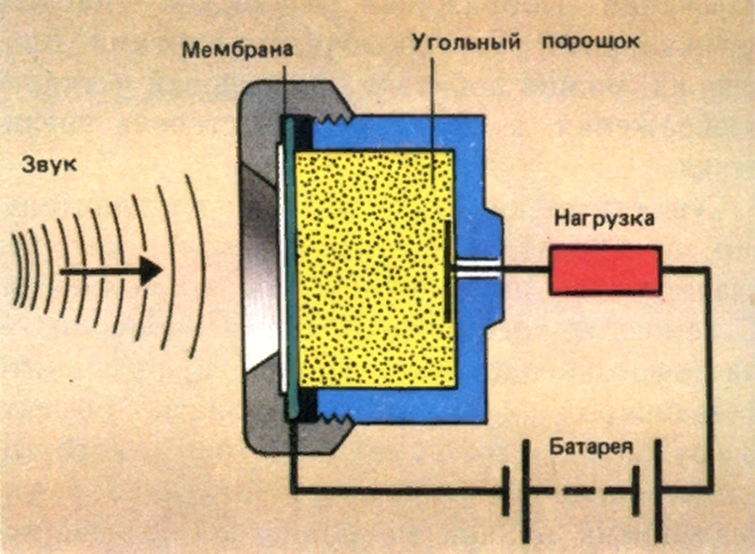 Мембрана
Угольный порошок
Звук
Нагрузка
Батарея